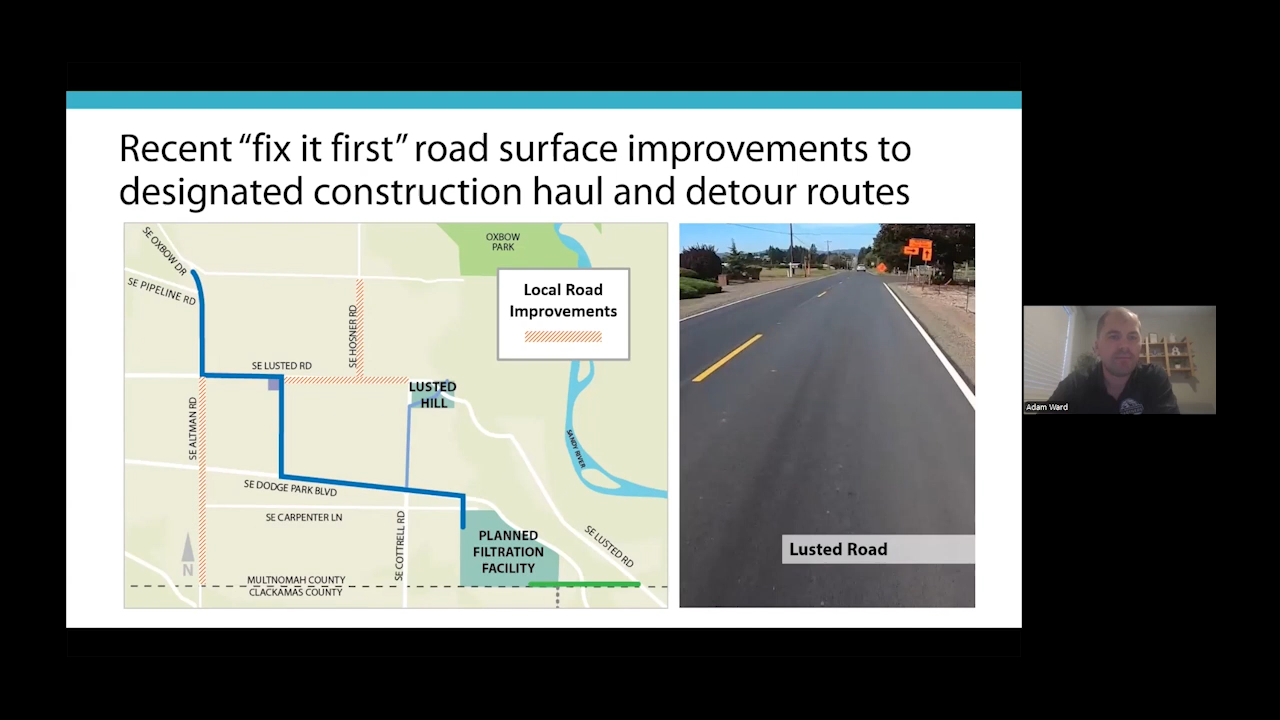 Recent “fix it first” road surface improvements to
designated construction haul and detour routes
SE OXBOW DR
SE PIPELINE RD
OXBOW
PARK
Local Road
Improvements
SE HOSNER RD
SE LUSTED RD
LUSTED
HILL
SE ALTMAN RD
SANDY RIVER
SE DODGE PARK BLVD
SE CARPENTER LN
SE COTTRELL RD
PLANNED
FILTRATION
FACILITY
SE LUSTED RD
N
MULTNOMAH COUNTY
CLACKAMAS COUNTY
Lusted Road
Adam Ward